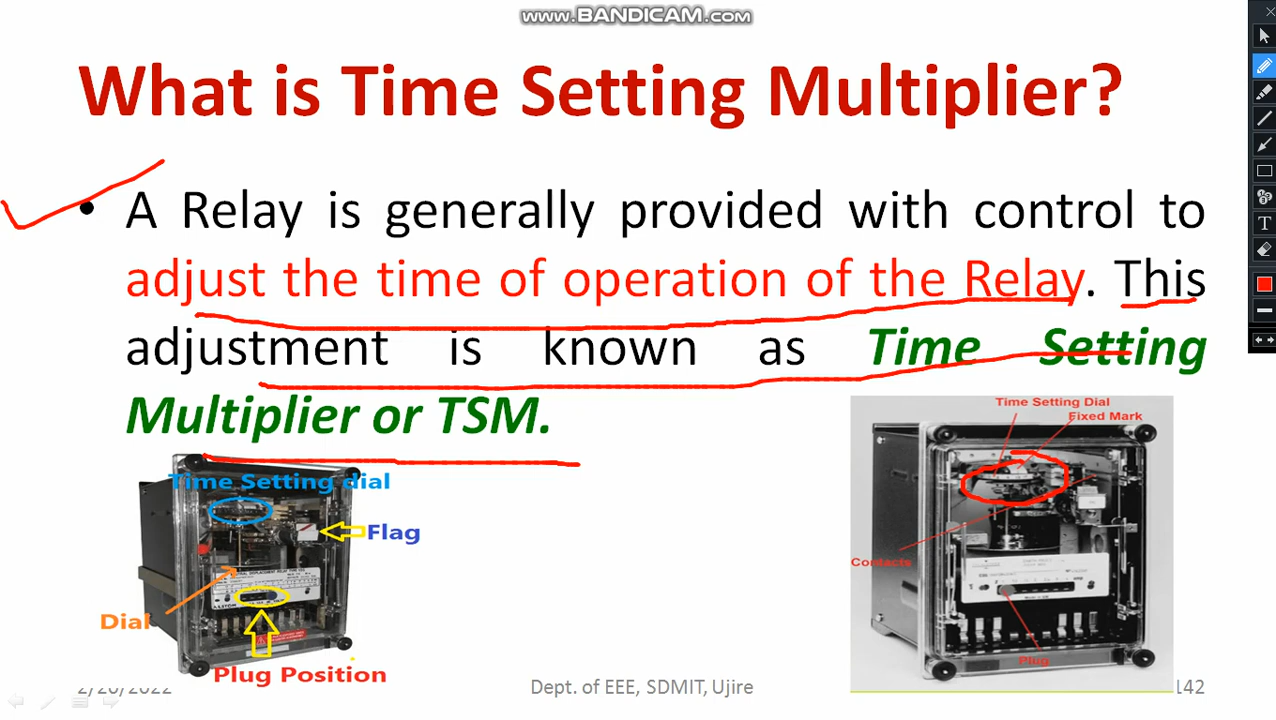 www.BANDICAM.com
What is Time Setting Multiplier?
• A Relay is generally provided with control to
adjust the time of operation of the Relay. This
adjustment is known as Time Setting
Multiplier or TSM.
Time Setting dial
Flag
Dial
Plug Position
Time Setting Dial
Fixed Mark
Contacts
Plug
2/20/2022
Dept. of EEE, SDMIT, Ujire
142